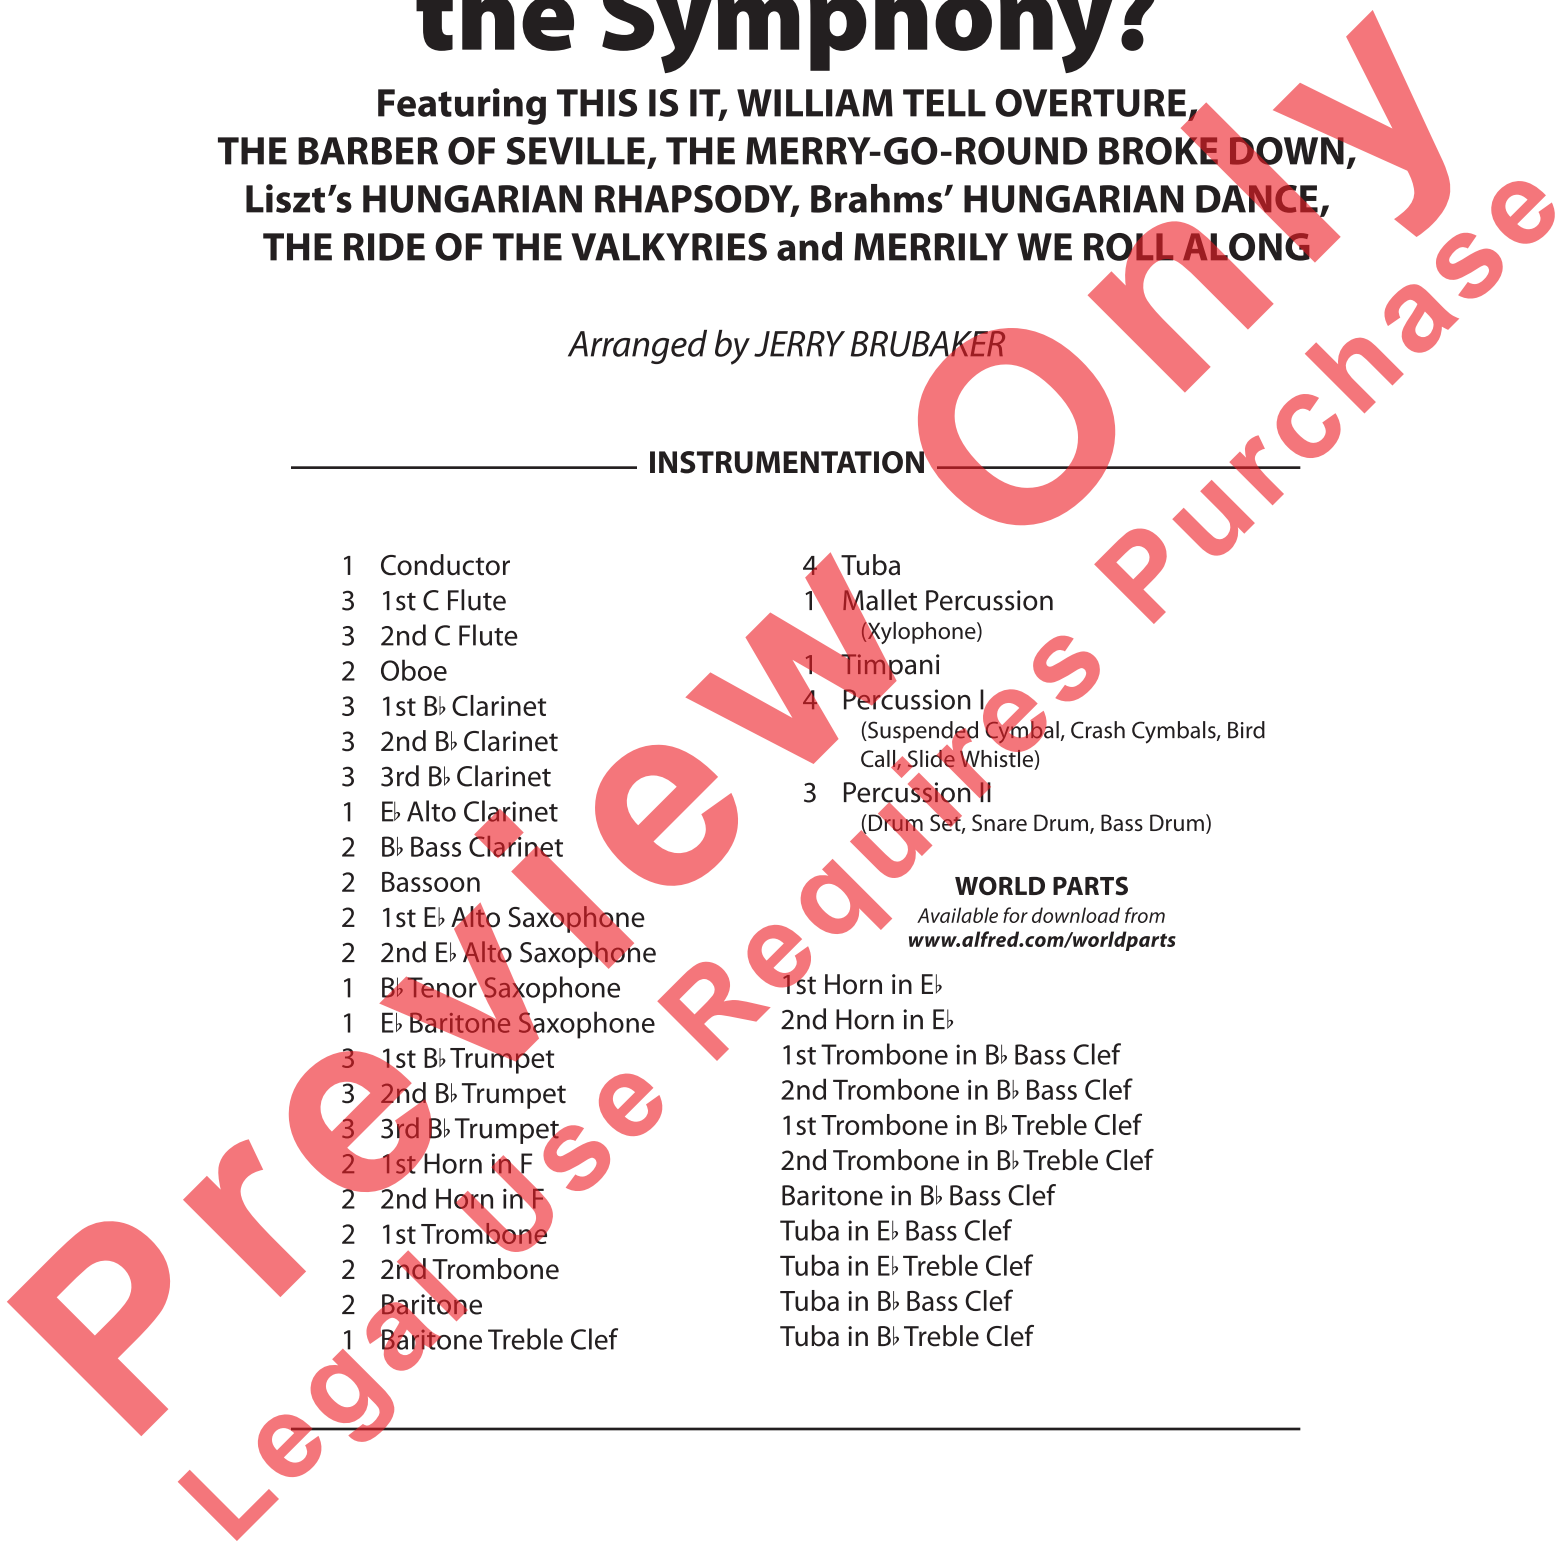 the Symphony?
Featuring THIS IS IT, WILLIAM TELL OVERTURE,
THE BARBER OF SEVILLE, THE MERRY-GO-ROUND BROKE DOWN,
Liszt’s HUNGARIAN RHAPSODY, Brahms’ HUNGARIAN DANCE,
THE RIDE OF THE VALKYRIES and MERRILY WE ROLL ALONG
Arranged by JERRY BRUBAKER
INSTRUMENTATION
1 Conductor
3 1st C Flute
3 2nd C Flute
2 Oboe
3 1st B♭ Clarinet
3 2nd B♭ Clarinet
3 3rd B♭ Clarinet
1 E♭ Alto Clarinet
2 B♭ Bass Clarinet
2 Bassoon
2 1st E♭ Alto Saxophone
2 2nd E♭ Alto Saxophone
1 B♭ Tenor Saxophone
1 E♭ Baritone Saxophone
3 1st B♭ Trumpet
3 2nd B♭ Trumpet
3 3rd B♭ Trumpet
2 1st Horn in F
2 2nd Horn in F
2 1st Trombone
2 2nd Trombone
2 Baritone
1 Baritone Treble Clef
4 Tuba
1 Mallet Percussion
(Xylophone)
1 Timpani
4 Percussion I
(Suspended Cymbal, Crash Cymbals, Bird
Call, Slide Whistle)
3 Percussion II
(Drum Set, Snare Drum, Bass Drum)
WORLD PARTS
Available for download from
www.alfred.com/worldparts
1st Horn in E♭
2nd Horn in E♭
1st Trombone in B♭ Bass Clef
2nd Trombone in B♭ Bass Clef
1st Trombone in B♭ Treble Clef
2nd Trombone in B♭ Treble Clef
Baritone in B♭ Bass Clef
Tuba in E♭ Bass Clef
Tuba in E♭ Treble Clef
Tuba in B♭ Bass Clef
Tuba in B♭ Treble Clef
Preview Only
Legal Use Requires Purchase